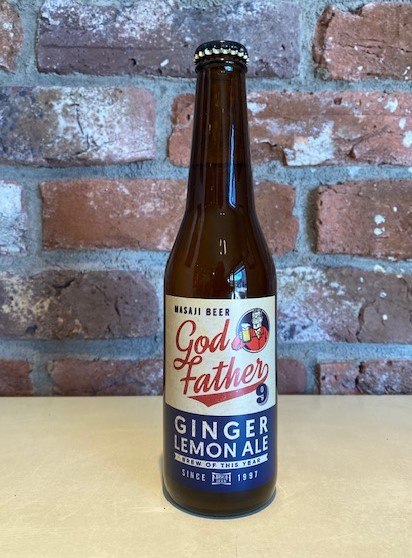 MASAJI BEER
God
Father
9
GINGER
LEMON ALE
BREW OF THIS YEAR
SINCE 1997